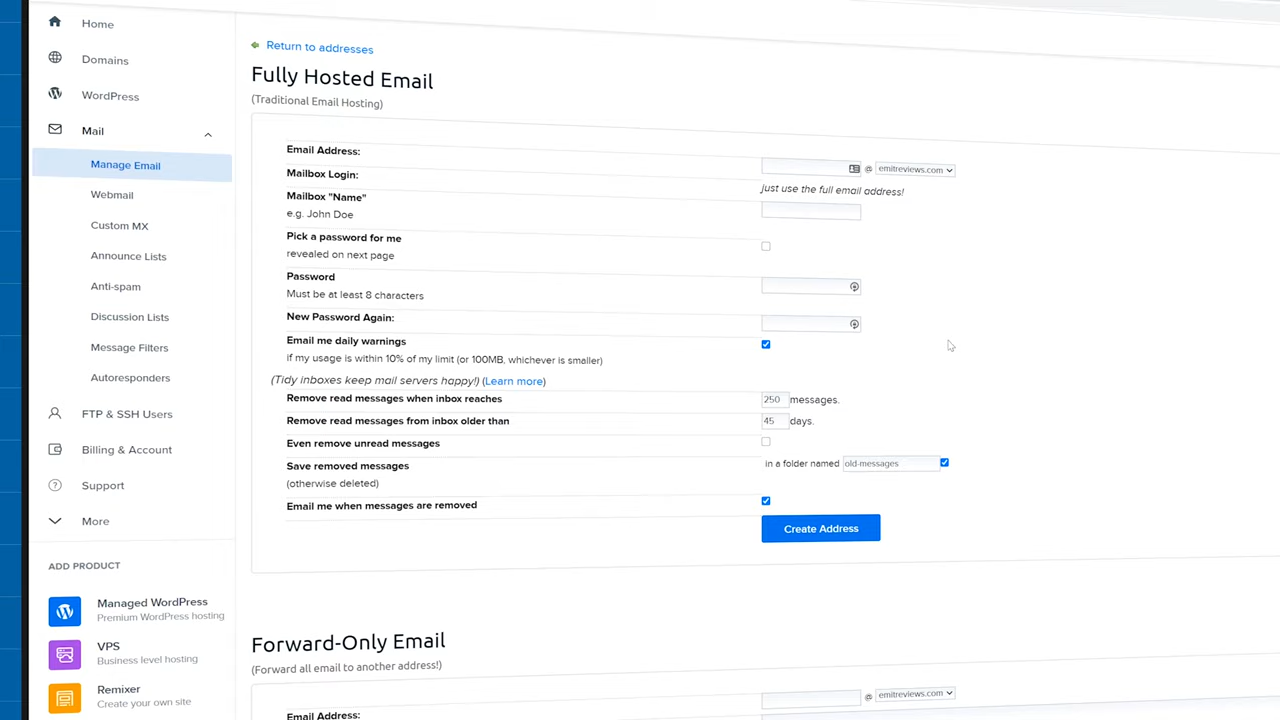 Home
Domains
WordPress
Mail
Manage Email
Webmail
Custom MX
Announce Lists
Anti-spam
Discussion Lists
Message Filters
Autoresponders
FTP & SSH Users
Billing & Account
Support
More
ADD PRODUCT
Managed WordPress
Premium WordPress hosting
VPS
Business level hosting
Remixer
Create your own site
Return to addresses
Fully Hosted Email
(Traditional Email Hosting)
Email Address:
@ emitreviews.com
Mailbox Login:
just use the full email address!
Mailbox "Name"
e.g. John Doe
Pick a password for me
revealed on next page
Password
Must be at least 8 characters
New Password Again:
Email me daily warnings
if my usage is within 10% of my limit (or 100MB, whichever is smaller)
(Tidy inboxes keep mail servers happy!) (Learn more)
Remove read messages when inbox reaches
250 messages.
Remove read messages from inbox older than
45 days.
Even remove unread messages
Save removed messages
(otherwise deleted)
in a folder named old-messages
Email me when messages are removed
Create Address
Forward-Only Email
(Forward all email to another address!)
Email Address:
@ emitreviews.com